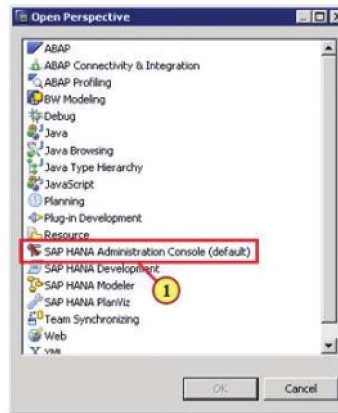 Open Perspective
ABAP
ABAP Connectivity & Integration
ABAP Profiling
BW Modeling
Debug
Java
Java Browsing
Java Type Hierarchy
JavaScript
Planning
Plug-in Development
Resource
SAP HANA Administration Console (default)
SAP HANA Development
1
SAP HANA Modeler
SAP HANA PlanViz
Team Synchronizing
Web
XML
OK
Cancel